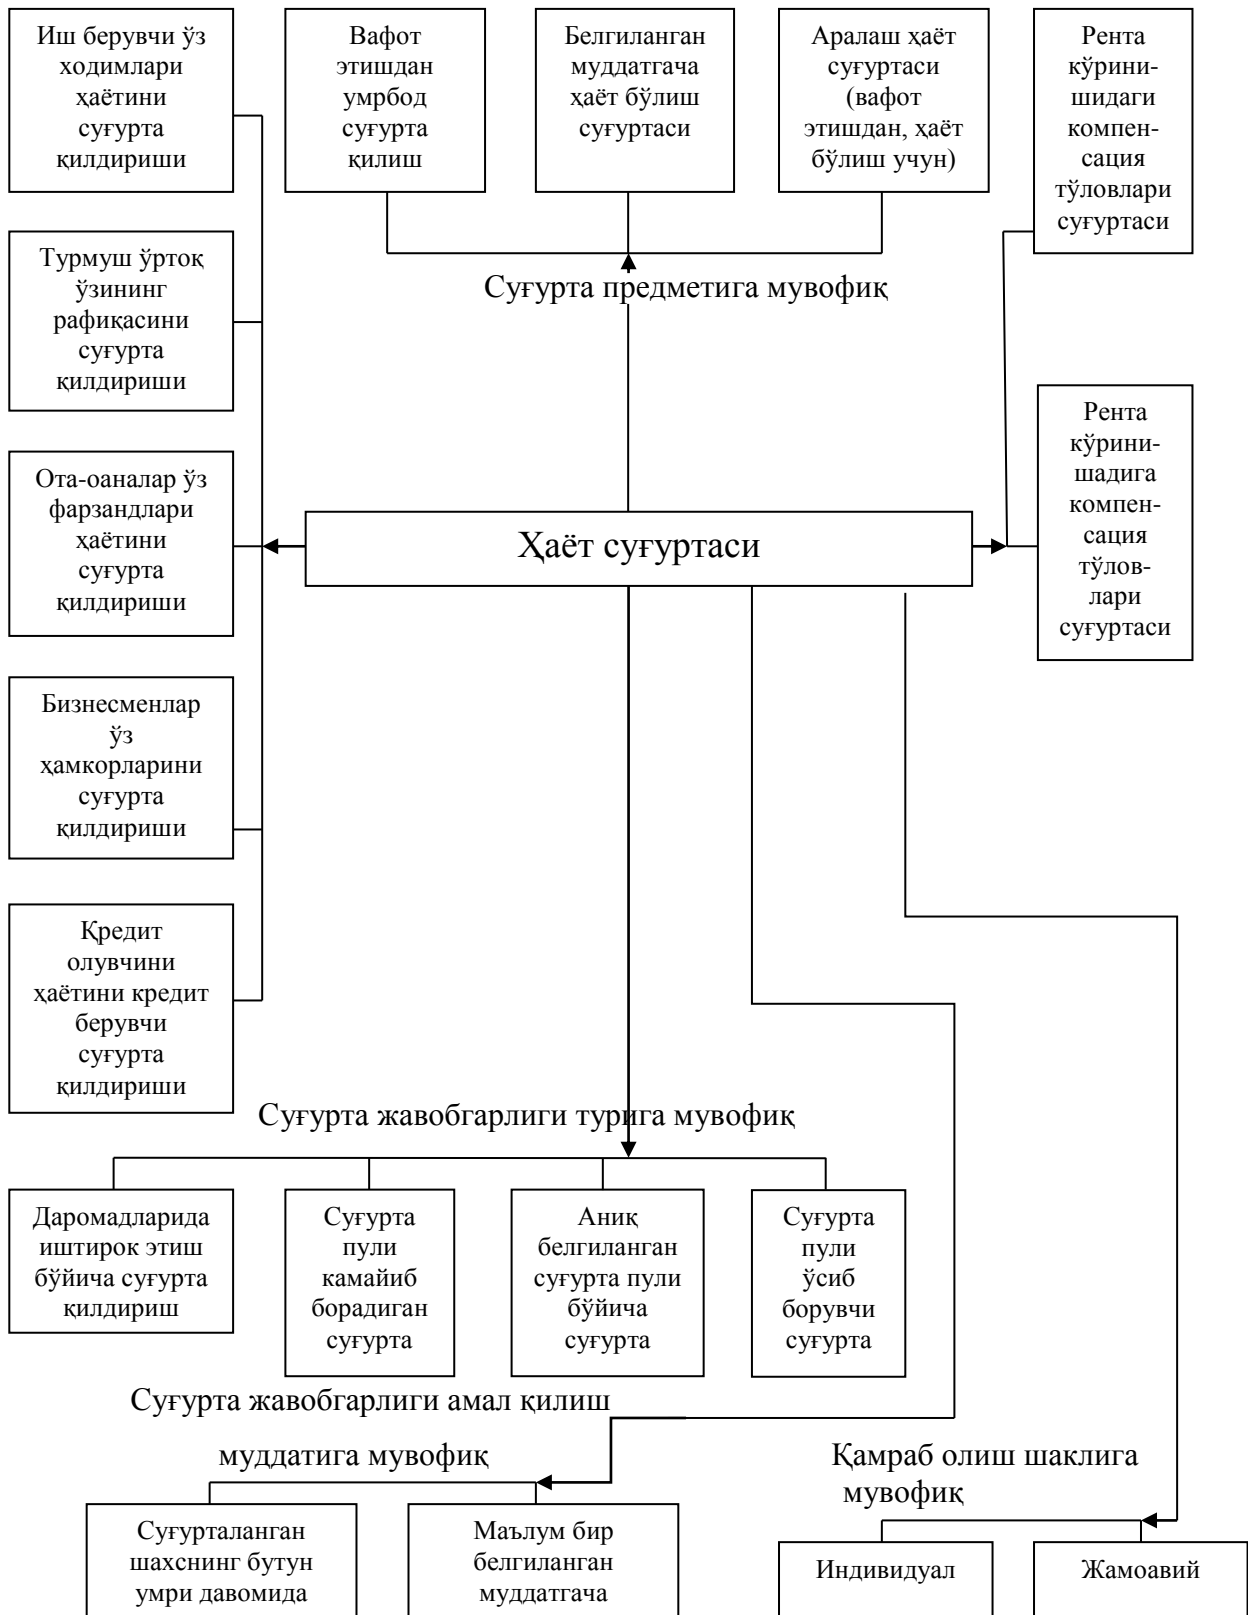 Иш берувчи ўз
ходимлари
ҳаётини
суғурта
қилдириши
Вафот
этишдан
умрбод
суғурта
қилиш
Белгиланган
муддатгача
ҳаёт бўлиш
суғуртаси
Аралаш ҳаёт
суғуртаси
(вафот
этишдан, ҳаёт
бўлиш учун)
Рента
кўрини-
шидаги
компен-
сация
тўловлари
суғуртаси
Суғурта предметига мувофиқ
Турмуш ўртоқ
ўзининг
рафиқасини
суғурта
қилдириши
Ота-оаналар ўз
фарзандлари
ҳаётини
суғурта
қилдириши
Ҳаёт суғуртаси
Рента
кўрини-
шадига
компен-
сация
тўлов-
лари
суғуртаси
Бизнесменлар
ўз
ҳамкорларини
суғурта
қилдириши
Қредит
олувчини
ҳаётини кредит
берувчи
суғурта
қилдириши
Суғурта жавобгарлиги турига мувофиқ
Даромадларида
иштирок этиш
бўйича суғурта
қилдириш
Суғурта
пули
камайиб
борадиган
суғурта
Аниқ
белгиланган
суғурта пули
бўйича
суғурта
Суғурта
пули
ўсиб
борувчи
суғурта
Суғурта жавобгарлиги амал қилиш
муддатига мувофиқ
Суғурталанган
шахснинг бутун
умри давомида
Маълум бир
белгиланган
муддатгача
Қамраб олиш шаклига
мувофиқ
Индивидуал
Жамоавий